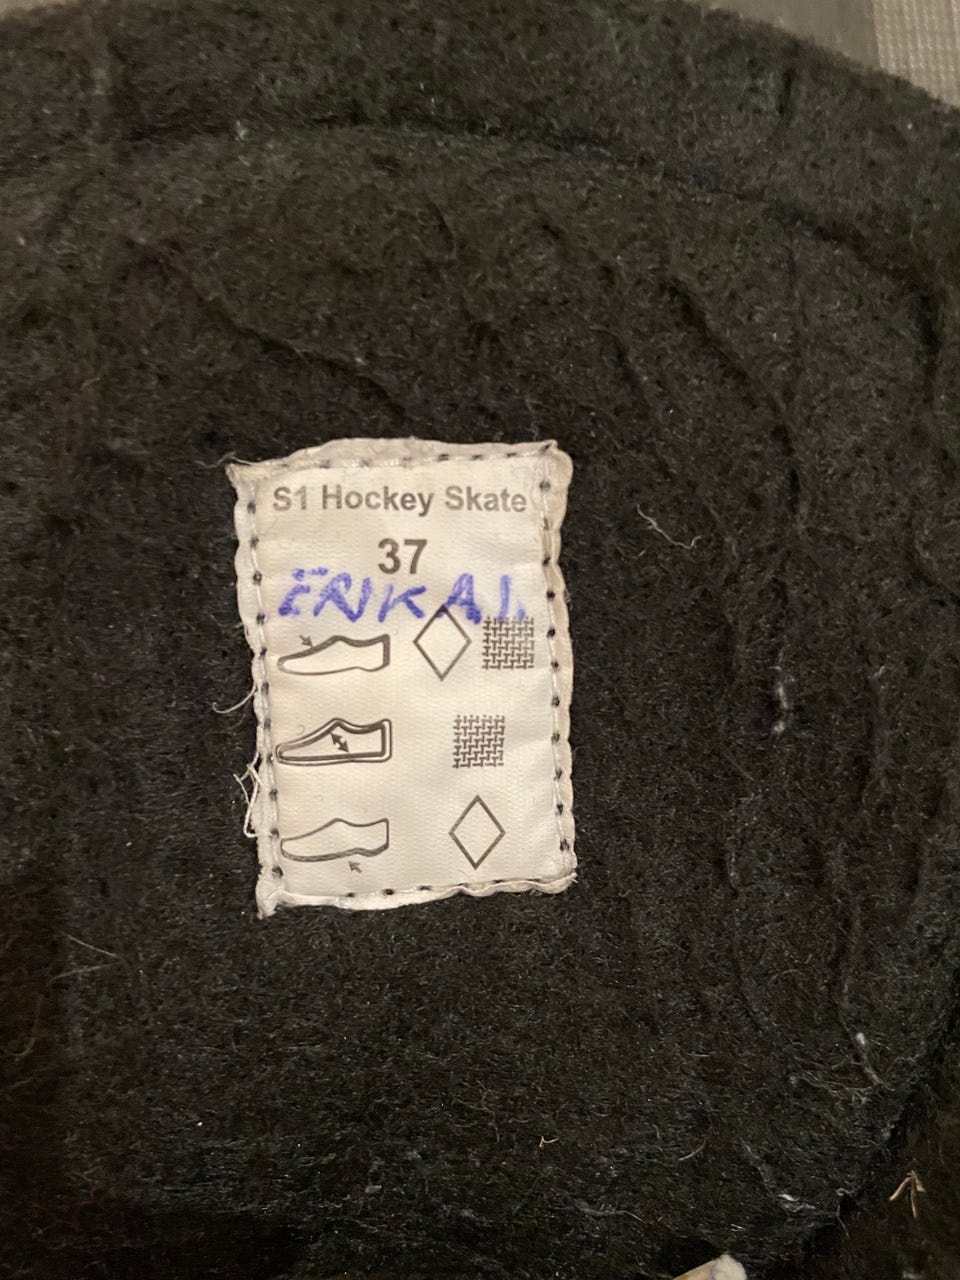 S1 Hockey Skate
37
ERIKA L.